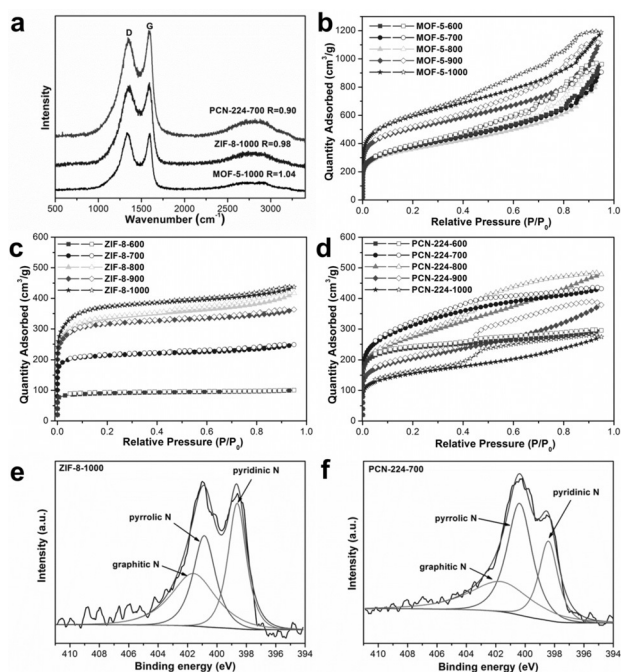 a
Intensity
D
G
PCN-224-700 R=0.90
ZIF-8-1000 R=0.98
MOF-5-1000 R=1.04
500 1000 1500 2000 2500 3000
Wavenumber (cm-1)
b
Quantity Adsorbed (cm3/g)
1200
1000
800
600
400
200
0
MOF-5-600
MOF-5-700
MOF-5-800
MOF-5-900
MOF-5-1000
0.0 0.2 0.4 0.6 0.8 1.0
Relative Pressure (P/P0)
c
Quantity Adsorbed (cm3/g)
600
500
400
300
200
100
0
ZIF-8-600
ZIF-8-700
ZIF-8-800
ZIF-8-900
ZIF-8-1000
0.0 0.2 0.4 0.6 0.8 1.0
Relative Pressure (P/P0)
d
Quantity Adsorbed (cm3/g)
600
500
400
300
200
100
0
PCN-224-600
PCN-224-700
PCN-224-800
PCN-224-900
PCN-224-1000
0.0 0.2 0.4 0.6 0.8 1.0
Relative Pressure (P/P0)
e
ZIF-8-1000
Intensity (a.u.)
pyridinic N
pyrrolic N
graphitic N
410 408 406 404 402 400 398 396 394
Binding energy (eV)
f
PCN-224-700
Intensity (a.u.)
pyrrolic N
pyridinic N
graphitic N
410 408 406 404 402 400 398 396 394
Binding energy (eV)